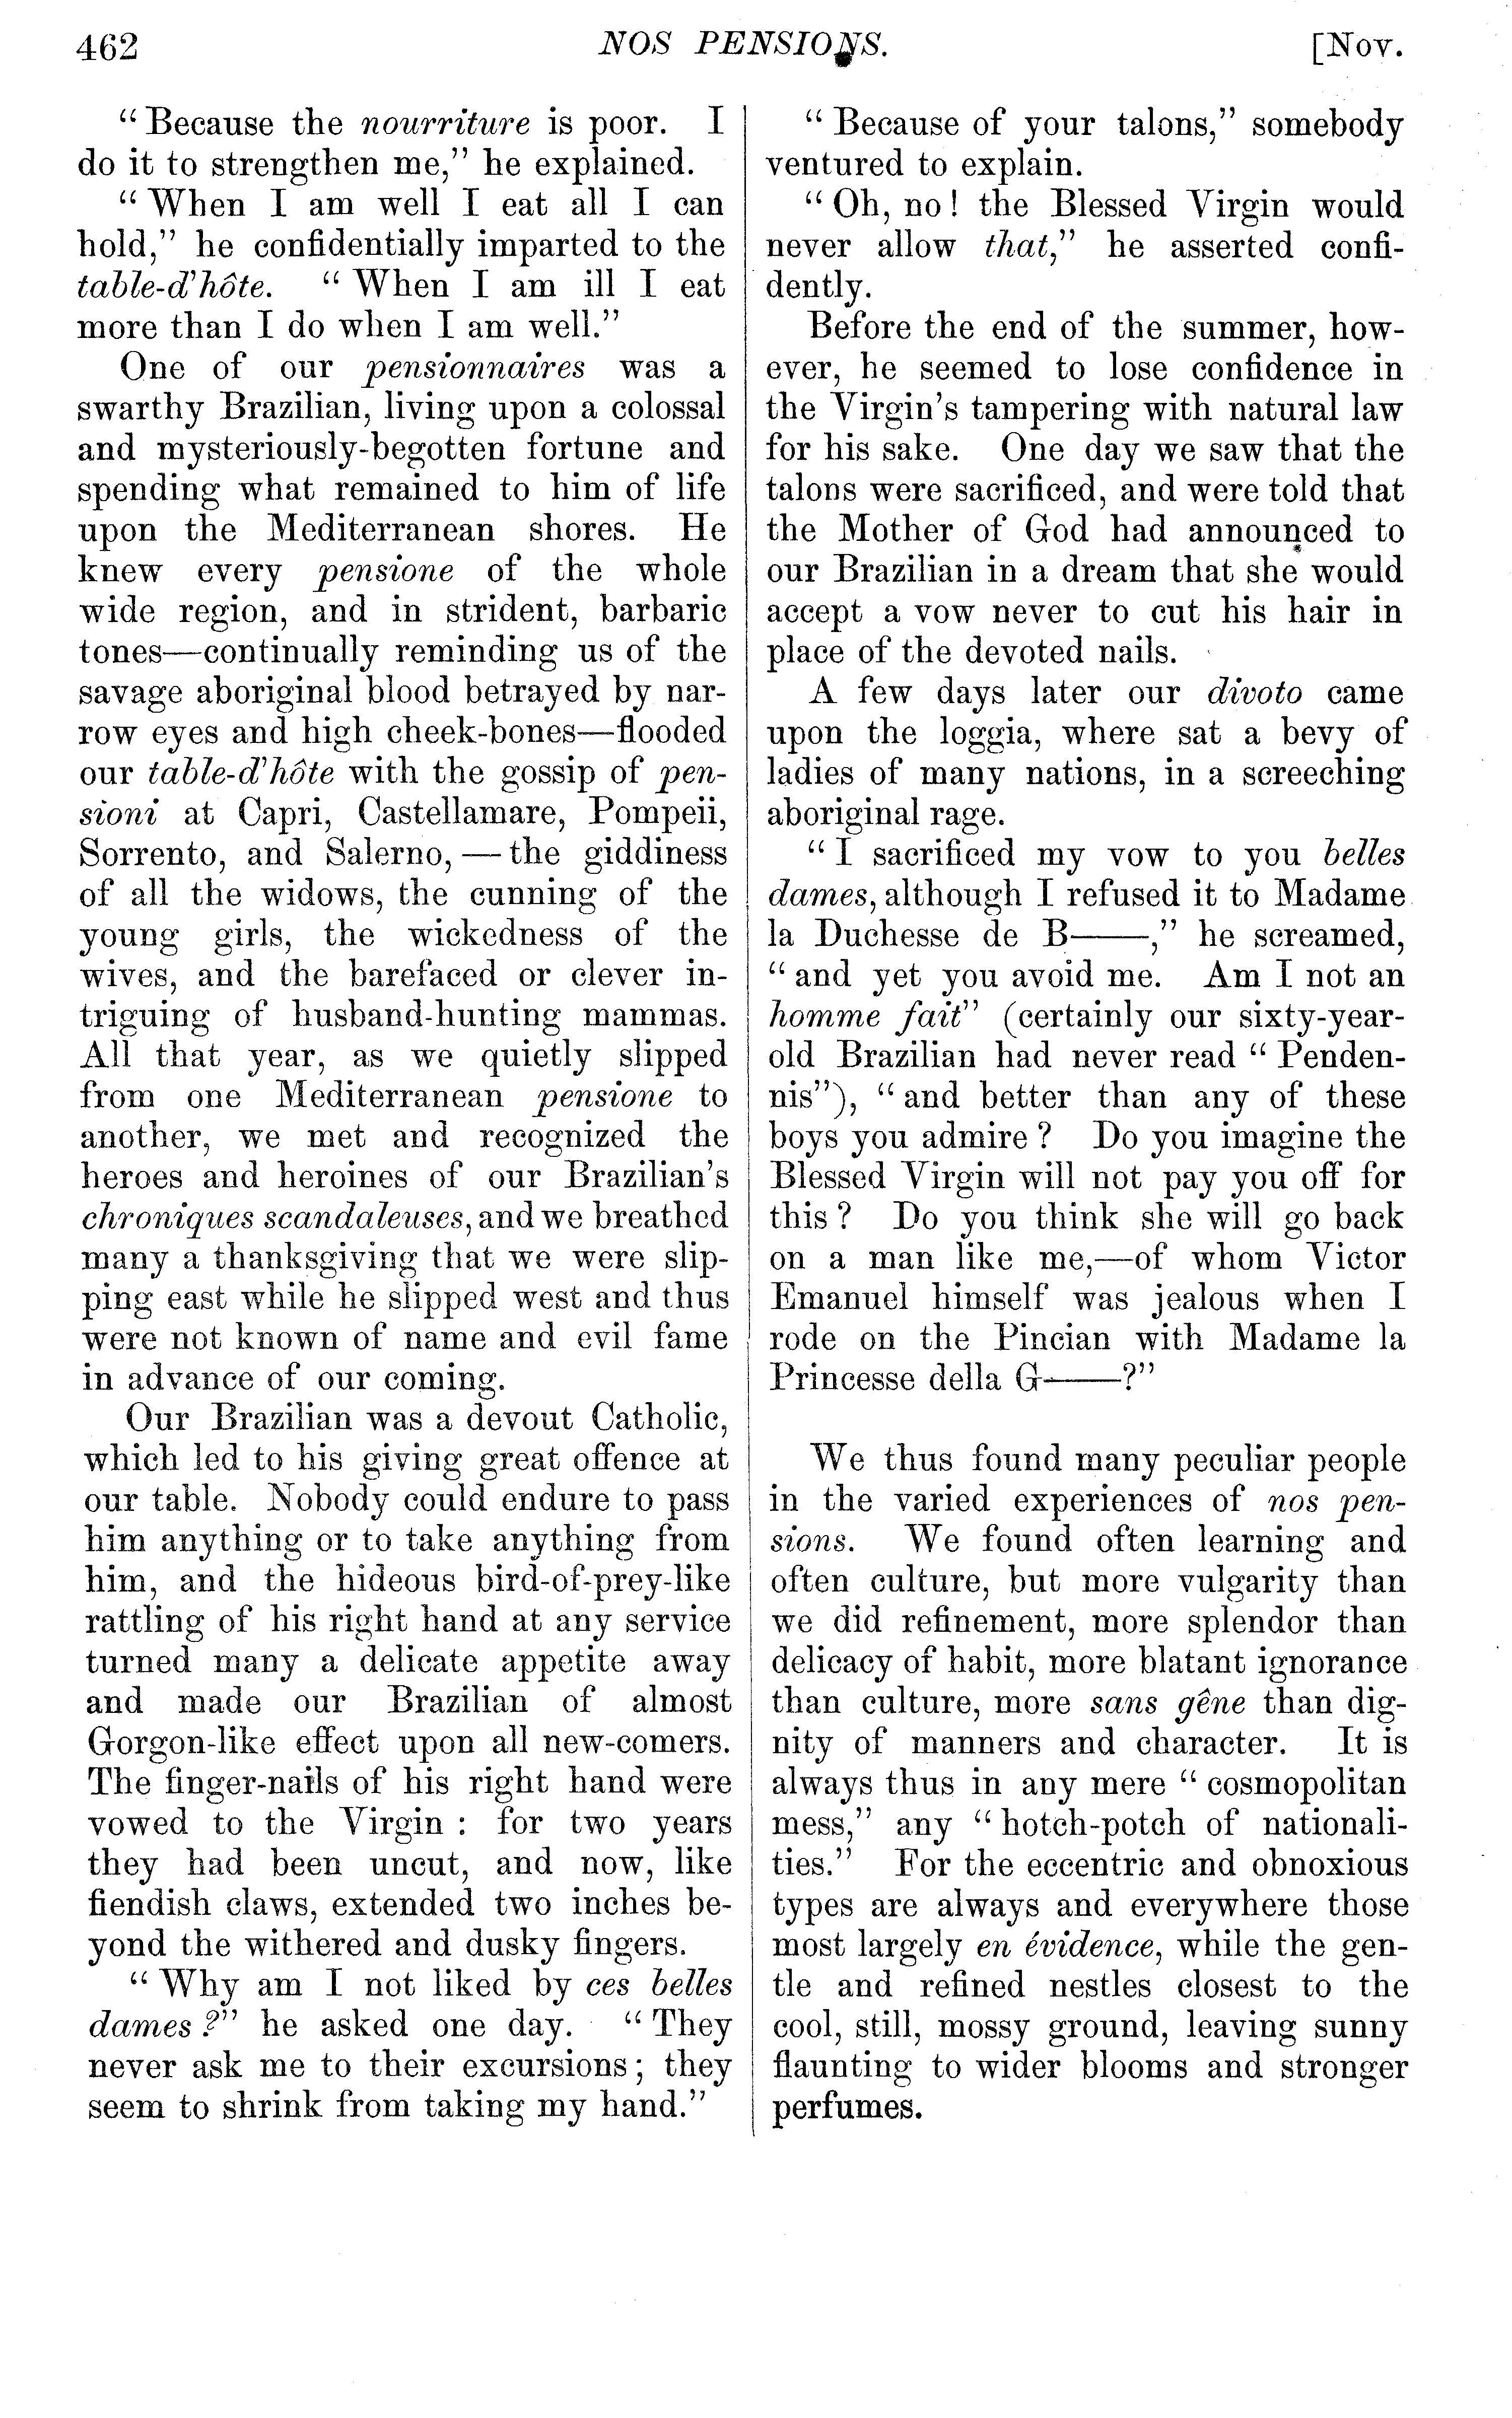 462
NOS PENSIONS.
[Nov.
“Because the nourriture is poor. I
do it to strengthen me,” he explained.
“When I am well I eat all I can
hold,” he confidentially imparted to the
table-d'hôte. “When I am ill I eat
more than I do when I am well.”
One of our pensionnaires was a
swarthy Brazilian, living upon a colossal
and mysteriously-begotten fortune and
spending what remained to him of life
upon the Mediterranean shores. He
knew every pensione of the whole
wide region, and in strident, barbaric
tones—continually reminding us of the
savage aboriginal blood betrayed by nar-
row eyes and high cheek-bones—flooded
our table-d'hôte with the gossip of pen-
sioni at Capri, Castellamare, Pompeii,
Sorrento, and Salerno,—the giddiness
of all the widows, the cunning of the
young girls, the wickedness of the
wives, and the barefaced or clever in-
triguing of husband-hunting mammas.
All that year, as we quietly slipped
from one Mediterranean pensione to
another, we met and recognized the
heroes and heroines of our Brazilian's
chroniques scandaleuses, and we breathed
many a thanksgiving that we were slip-
ping east while he slipped west and thus
were not known of name and evil fame
in advance of our coming.
Our Brazilian was a devout Catholic,
which led to his giving great offence at
our table. Nobody could endure to pass
him anything or to take anything from
him, and the hideous bird-of-prey-like
rattling of his right hand at any service
turned many a delicate appetite away
and made our Brazilian of almost
Gorgon-like effect upon all new-comers.
The finger-nails of his right hand were
vowed to the Virgin : for two years
they had been uncut, and now, like
fiendish claws, extended two inches be-
yond the withered and dusky fingers.
“Why am I not liked by ces belles
dames?” he asked one day. “They
never ask me to their excursions; they
seem to shrink from taking my hand.”
“Because of your talons,” somebody
ventured to explain.
“Oh, no! the Blessed Virgin would
never allow that,” he asserted confi-
dently.
Before the end of the summer, how-
ever, he seemed to lose confidence in
the Virgin's tampering with natural law
for his sake. One day we saw that the
talons were sacrificed, and were told that
the Mother of God had announced to
our Brazilian in a dream that she would
accept a vow never to cut his hair in
place of the devoted nails.
A few days later our divoto came
upon the loggia, where sat a bevy of
ladies of many nations, in a screeching
aboriginal rage.
“I sacrificed my vow to you belles
dames, although I refused it to Madame
la Duchesse de B——,” he screamed,
“and yet you avoid me. Am I not an
homme fait” (certainly our sixty-year-
old Brazilian had never read “Penden-
nis”), “and better than any of these
boys you admire? Do you imagine the
Blessed Virgin will not pay you off for
this? Do you think she will go back
on a man like me,—of whom Victor
Emanuel himself was jealous when I
rode on the Pincian with Madame la
Princesse della G——?”
We thus found many peculiar people
in the varied experiences of nos pen-
sions. We found often learning and
often culture, but more vulgarity than
we did refinement, more splendor than
delicacy of habit, more blatant ignorance
than culture, more sans gêne than dig-
nity of manners and character. It is
always thus in any mere “cosmopolitan
mess,” any “hotch-potch of nationali-
ties.” For the eccentric and obnoxious
types are always and everywhere those
most largely en évidence, while the gen-
tle and refined nestles closest to the
cool, still, mossy ground, leaving sunny
flaunting to wider blooms and stronger
perfumes.